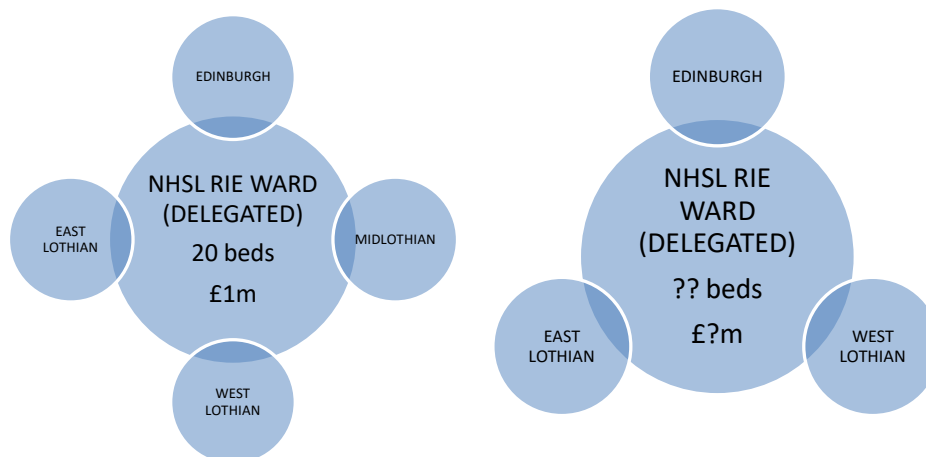 EDINBURGH
NHSL RIE WARD
(DELEGATED)
20 beds
£1m
EAST
LOTHIAN
MIDLOTHIAN
WEST
LOTHIAN
EDINBURGH
NHSL RIE
WARD
(DELEGATED)
?? beds
£?m
EAST
LOTHIAN
WEST
LOTHIAN